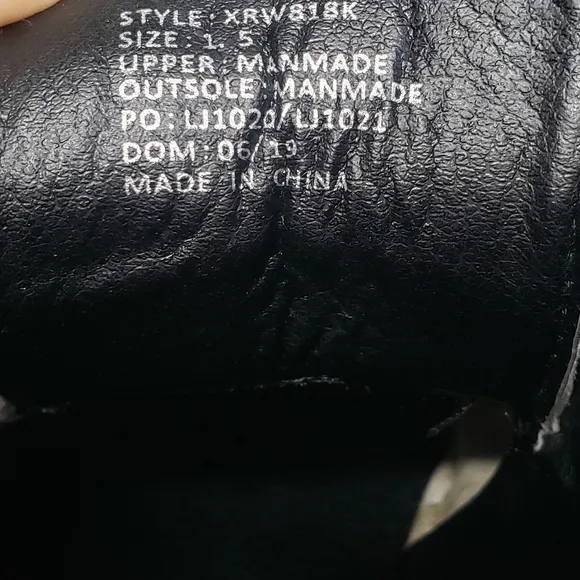 STYLE: XRW818K
SIZE: 1.5
UPPER: MANMADE
OUTSOLE: MANMADE
PO: LJ1020/LJ1021
DOM: 06/19
MADE IN CHINA